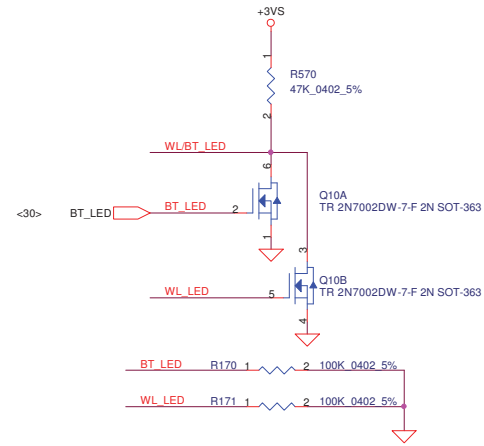 +3VS
1
R570
47K_0402_5%
2
WL/BT_LED
6
Q10A
TR 2N7002DW-7-F 2N SOT-363
<30> BT_LED BT_LED 2
1
3
Q10B
TR 2N7002DW-7-F 2N SOT-363
WL_LED 5
4
BT_LED R170 1 2 100K_0402_5%
WL_LED R171 1 2 100K_0402_5%